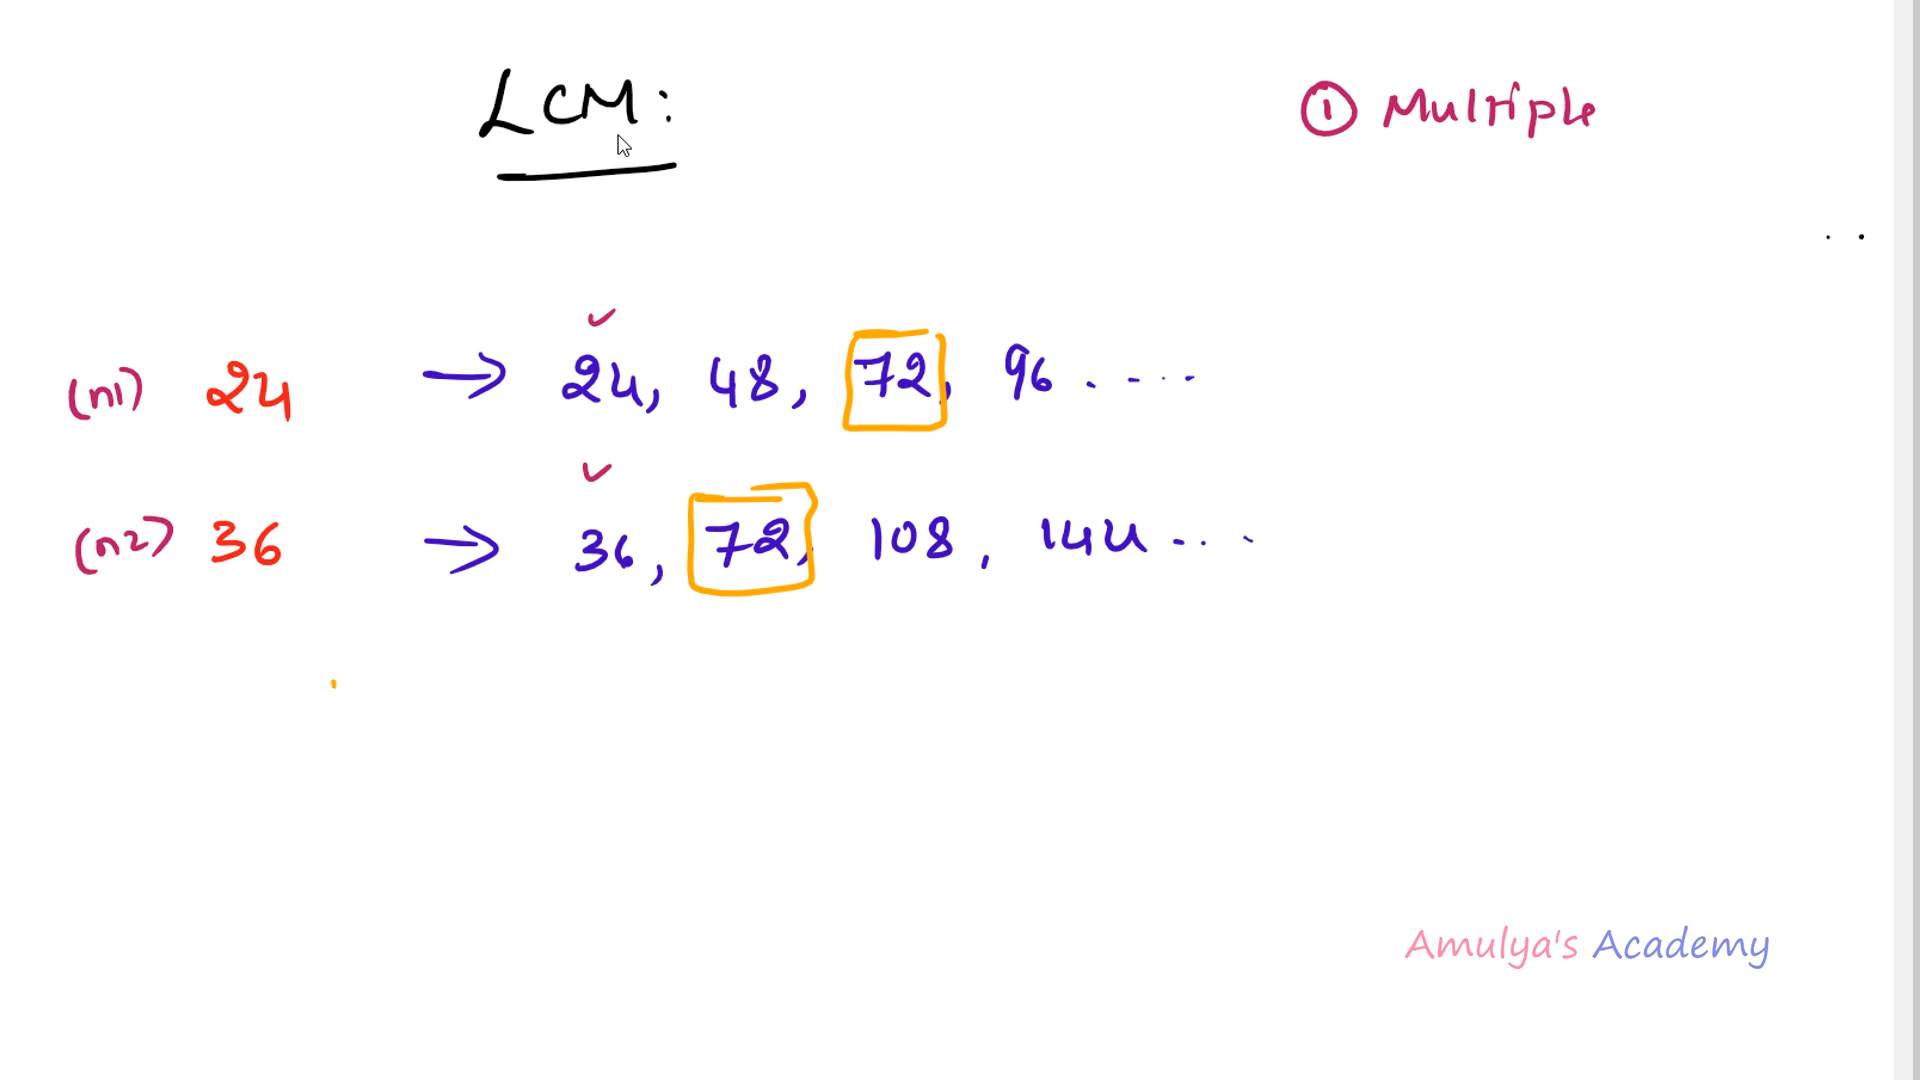 LCM:
① Multiple
(n1) 24 → 24, 48, 72, 96 . - . . -
(n2) 36 → 36, 72, 108, 144 . . .
Amulya's Academy